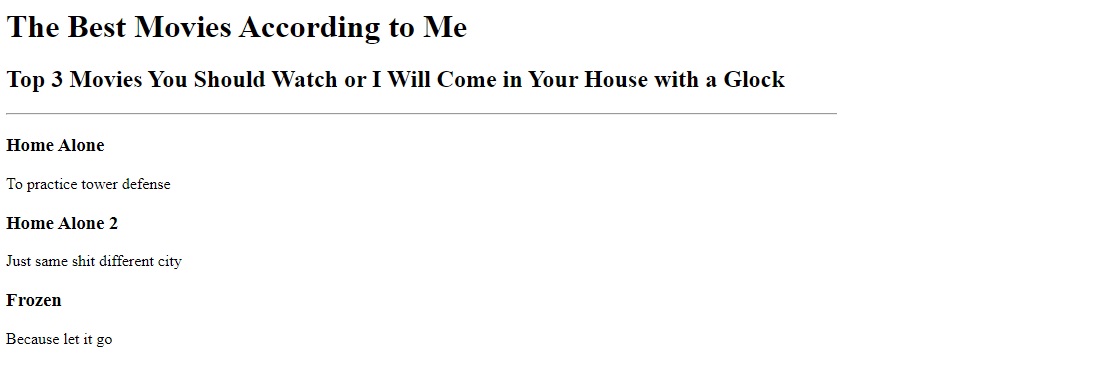 The Best Movies According to Me
Top 3 Movies You Should Watch or I Will Come in Your House with a Glock
Home Alone
To practice tower defense
Home Alone 2
Just same shit different city
Frozen
Because let it go